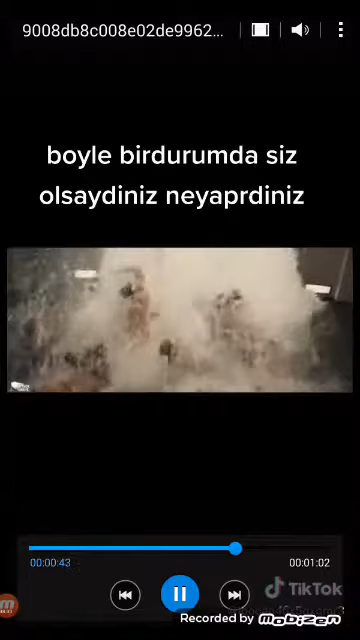 9008db8c008e02de9962...
boyle birdurumda siz
olsaydiniz neyaprdiniz
00:00:43
00:01:02
TikTok
Recorded by MOBIZEN